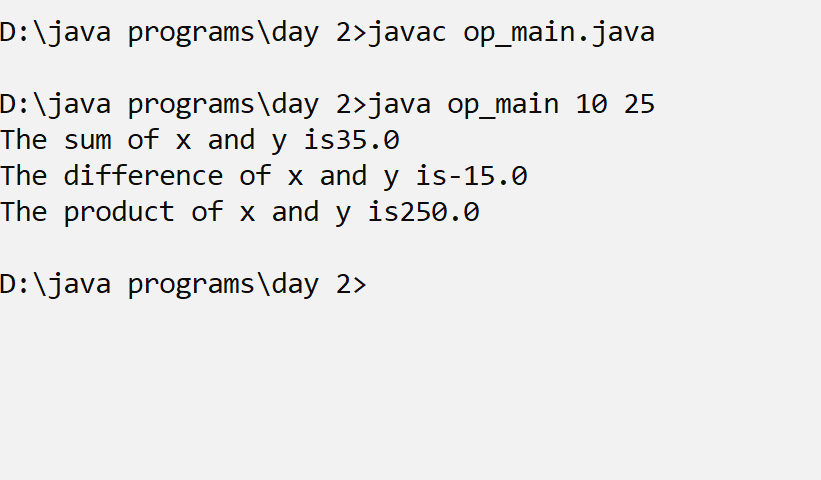 D:\java programs\day 2>javac op_main.java
D:\java programs\day 2>java op_main 10 25
The sum of x and y is35.0
The difference of x and y is-15.0
The product of x and y is250.0
D:\java programs\day 2>